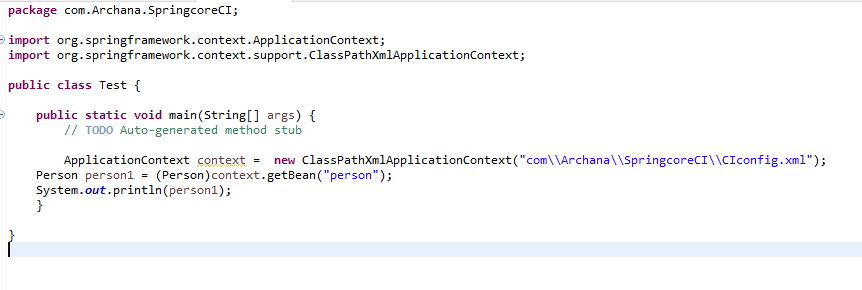 package com.Archana.SpringcoreCI;
import org.springframework.context.ApplicationContext;
import org.springframework.context.support.ClassPathXmlApplicationContext;
public class Test {
public static void main(String[] args) {
// TODO Auto-generated method stub
ApplicationContext context =  new ClassPathXmlApplicationContext("com\\Archana\\SpringcoreCI\\CIconfig.xml");
Person person1 = (Person)context.getBean("person");
System.out.println(person1);
}
}